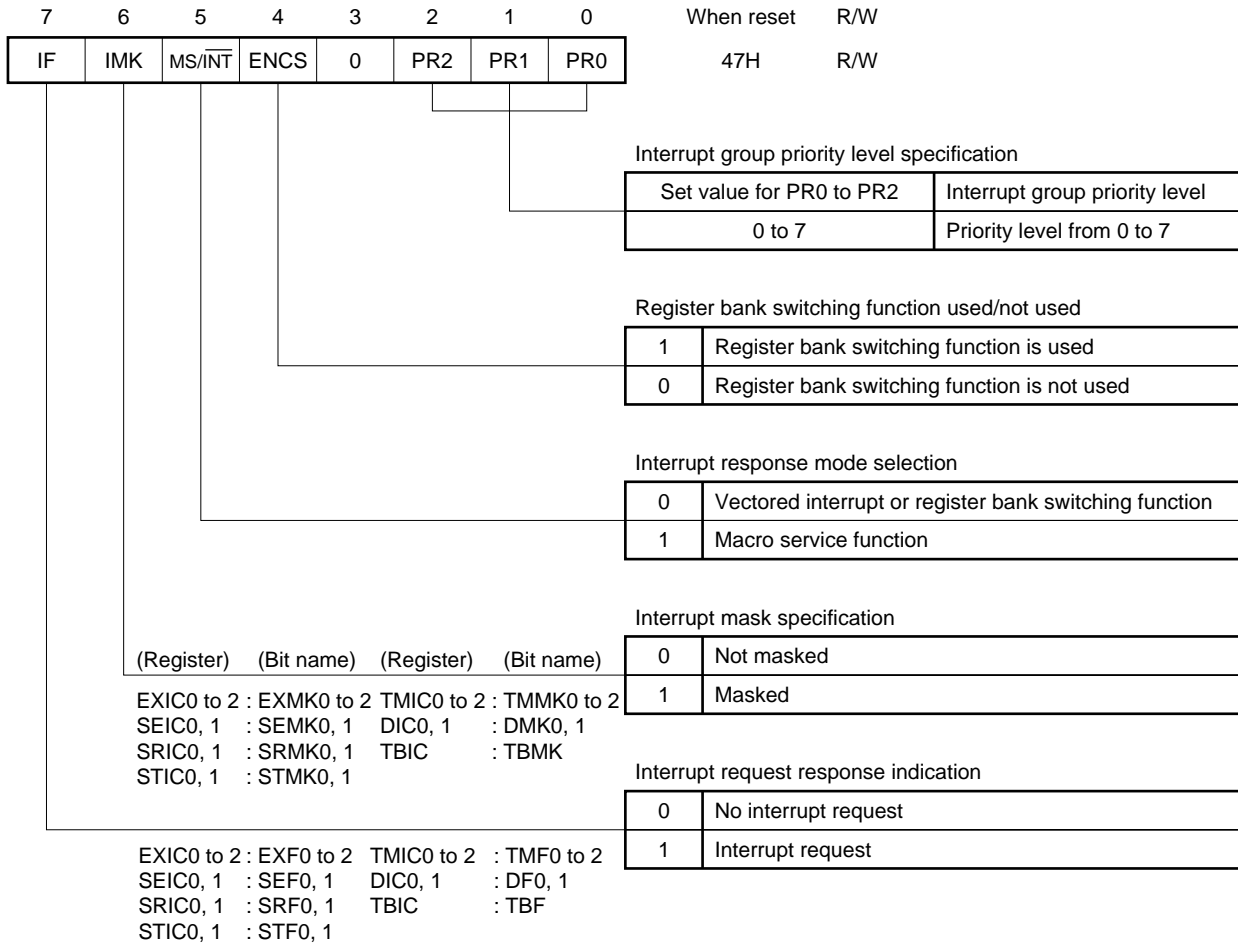 7 6 5 4 3 2 1 0 When reset R/W
IF IMK MS/INT ENCS 0 PR2 PR1 PR0 47H R/W
Interrupt group priority level specification
Set value for PR0 to PR2 Interrupt group priority level
0 to 7 Priority level from 0 to 7
Register bank switching function used/not used
1 Register bank switching function is used
0 Register bank switching function is not used
Interrupt response mode selection
0 Vectored interrupt or register bank switching function
1 Macro service function
Interrupt mask specification
0 Not masked
1 Masked
(Register) (Bit name) (Register) (Bit name)
EXIC0 to 2 : EXMK0 to 2 TMIC0 to 2 : TMMK0 to 2
SEIC0, 1 : SEMK0, 1 DIC0, 1 : DMK0, 1
SRIC0, 1 : SRMK0, 1 TBIC : TBMK
STIC0, 1 : STMK0, 1
Interrupt request response indication
0 No interrupt request
1 Interrupt request
EXIC0 to 2 : EXF0 to 2 TMIC0 to 2 : TMF0 to 2
SEIC0, 1 : SEF0, 1 DIC0, 1 : DF0, 1
SRIC0, 1 : SRF0, 1 TBIC : TBF
STIC0, 1 : STF0, 1